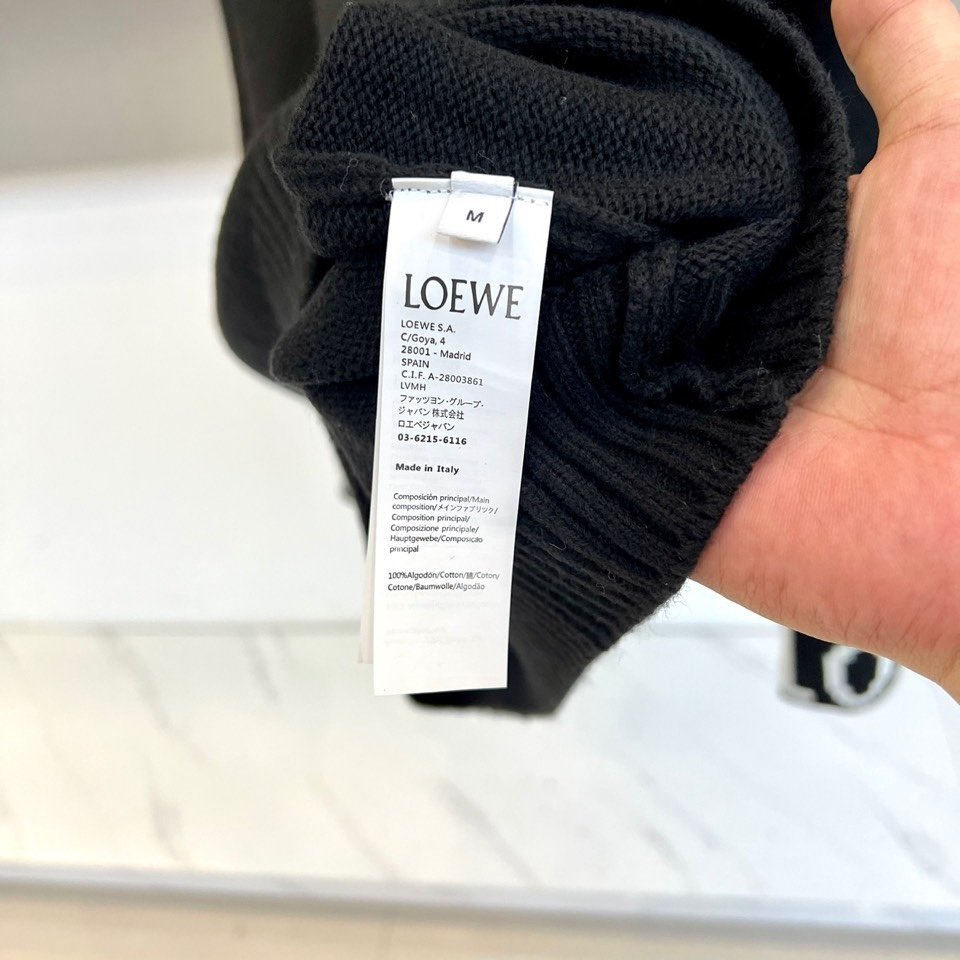 M
LOEWE
LOEWE S.A.
C/Goya, 4
28001 - Madrid
SPAIN
C.I.F. A-28003861
LVMH
ファッツヨン・グループ・
ジャパン 株式会社
ロエベジャパン
03-6215-6116
Made in Italy
Composición principal/Main
composition/メインファブリック/
Composition principal/
Composizione principale/
Hauptgewebe/Composicao
principal
100%Algodón/Cotton/綿/Cotory
Cotone/Baumwolle/Algodão